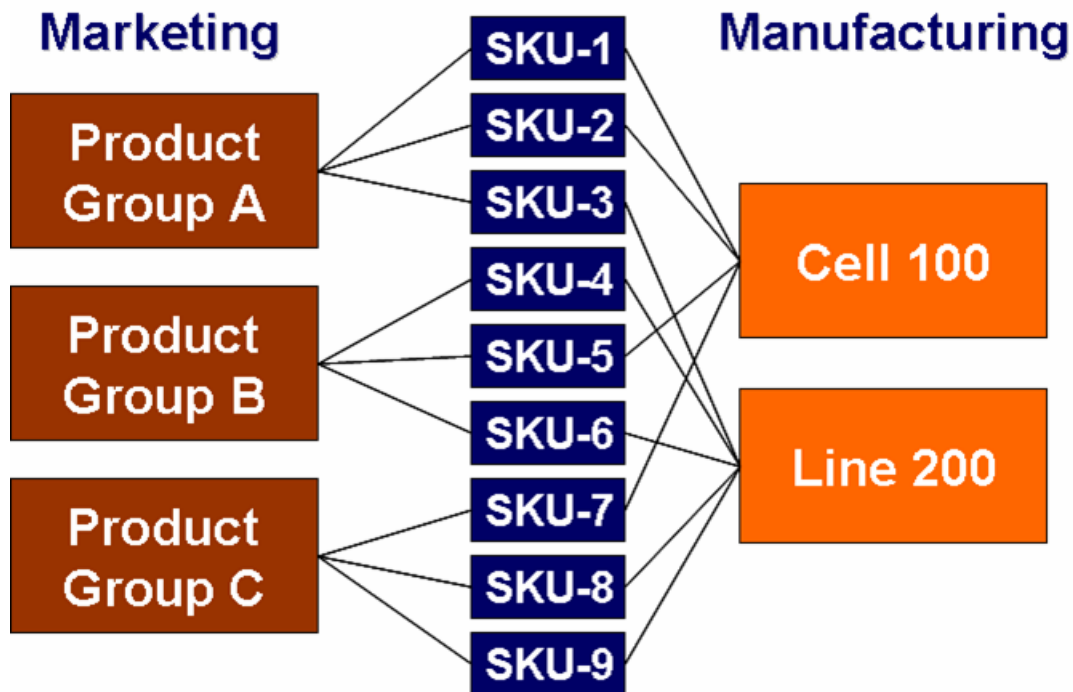 Marketing
Manufacturing
Product
Group A
Product
Group B
Product
Group C
SKU-1
SKU-2
SKU-3
SKU-4
SKU-5
SKU-6
SKU-7
SKU-8
SKU-9
Cell 100
Line 200